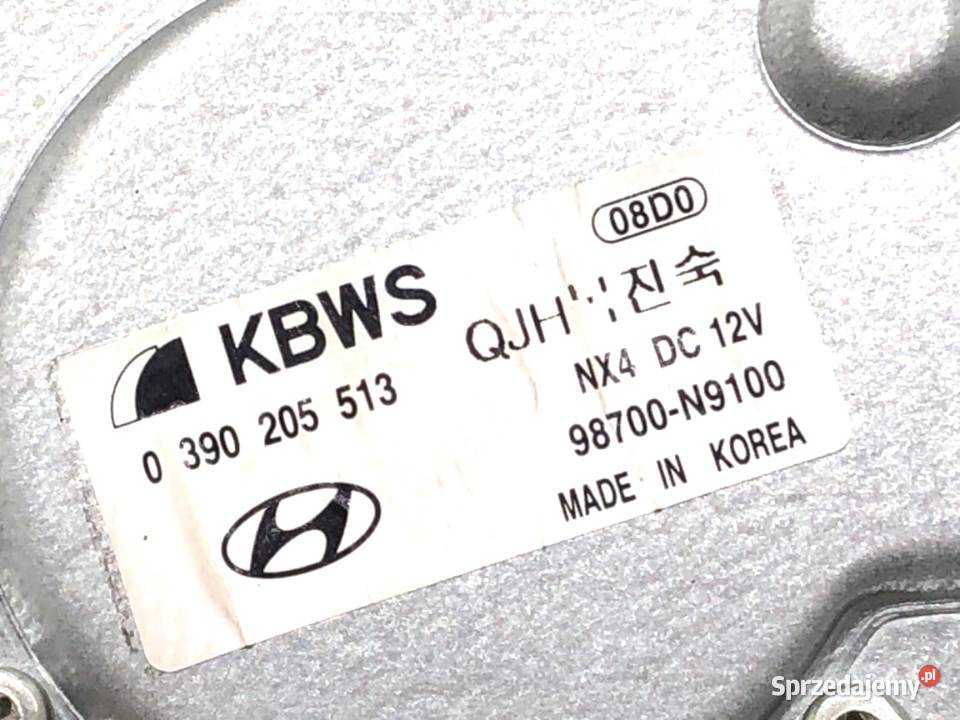 08D0
KBWS
QJH 진숙
0 390 205 513
NX4 DC 12V
98700-N9100
MADE IN KOREA
Sprzedajemy.pl